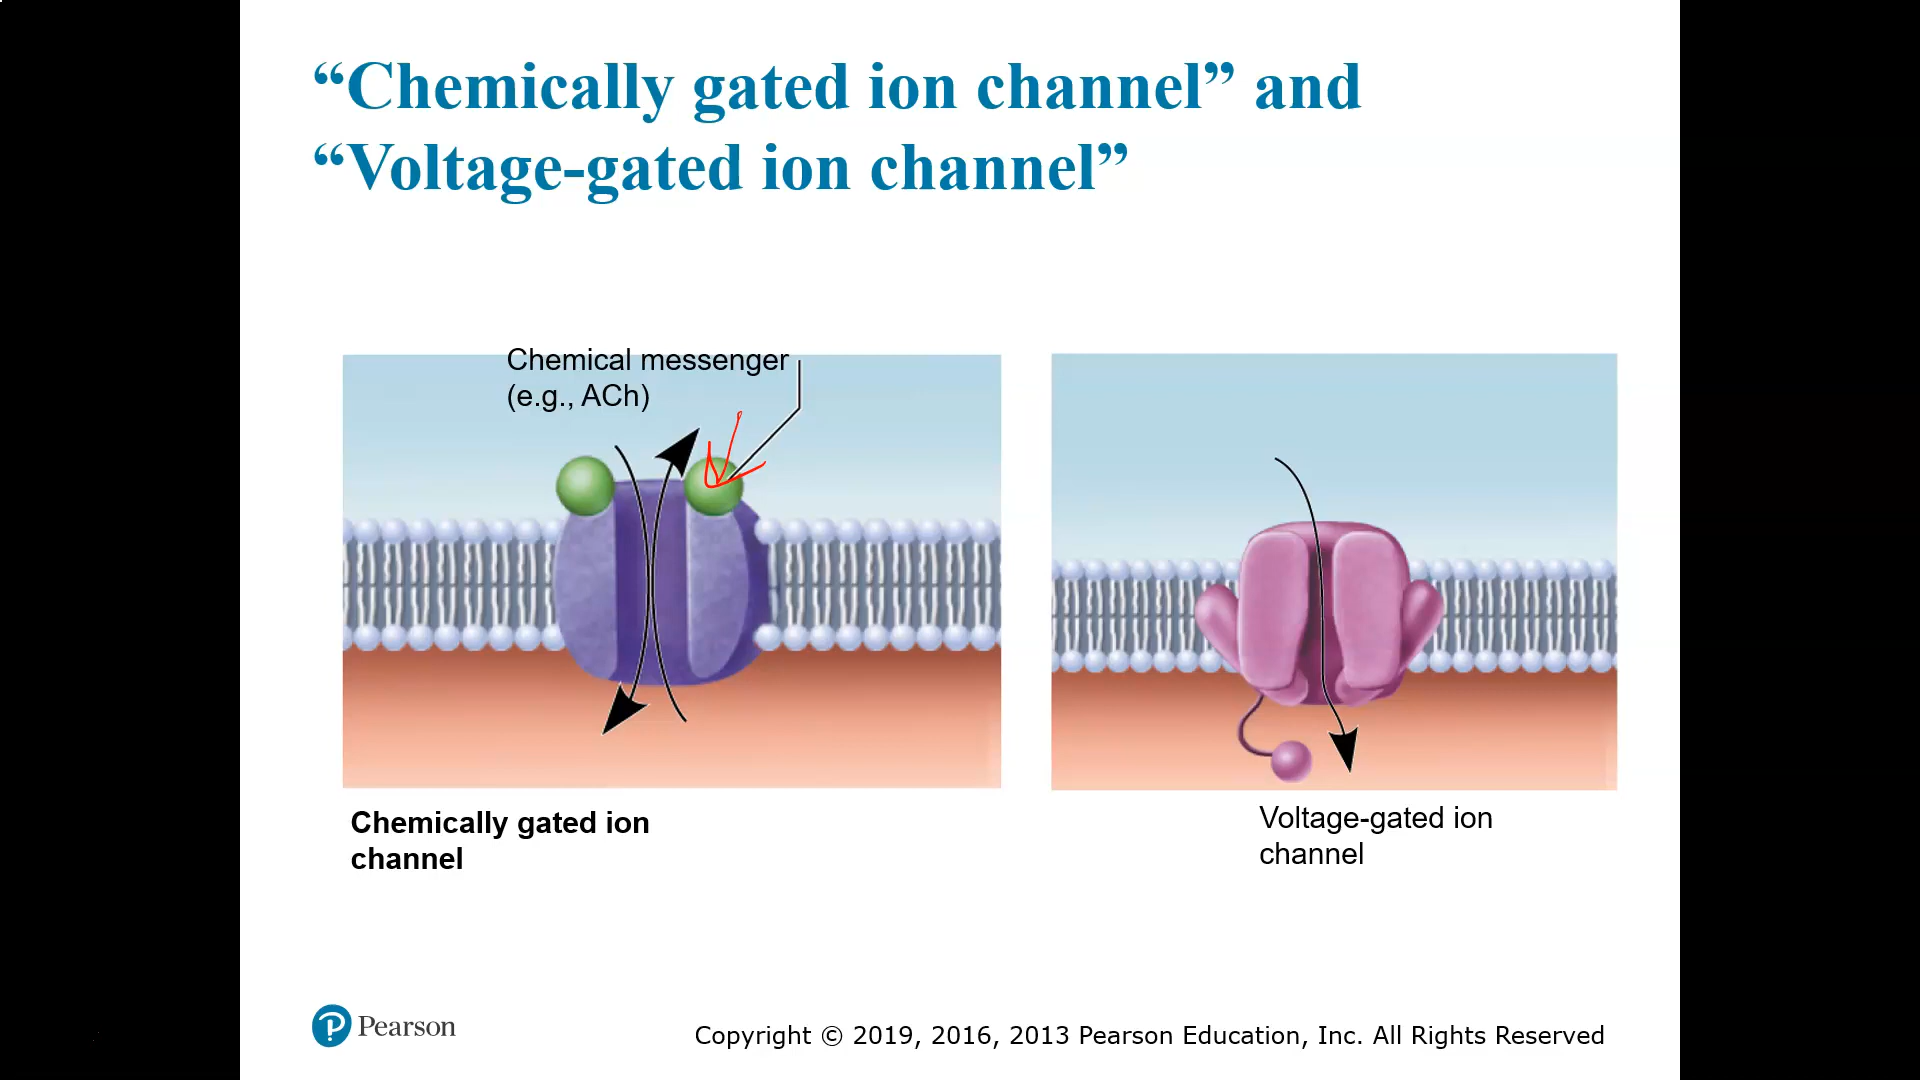 “Chemically gated ion channel” and
“Voltage-gated ion channel”
Chemical messenger
(e.g., ACh)
Chemically gated ion
channel
Voltage-gated ion
channel
Pearson
Copyright © 2019, 2016, 2013 Pearson Education, Inc. All Rights Reserved